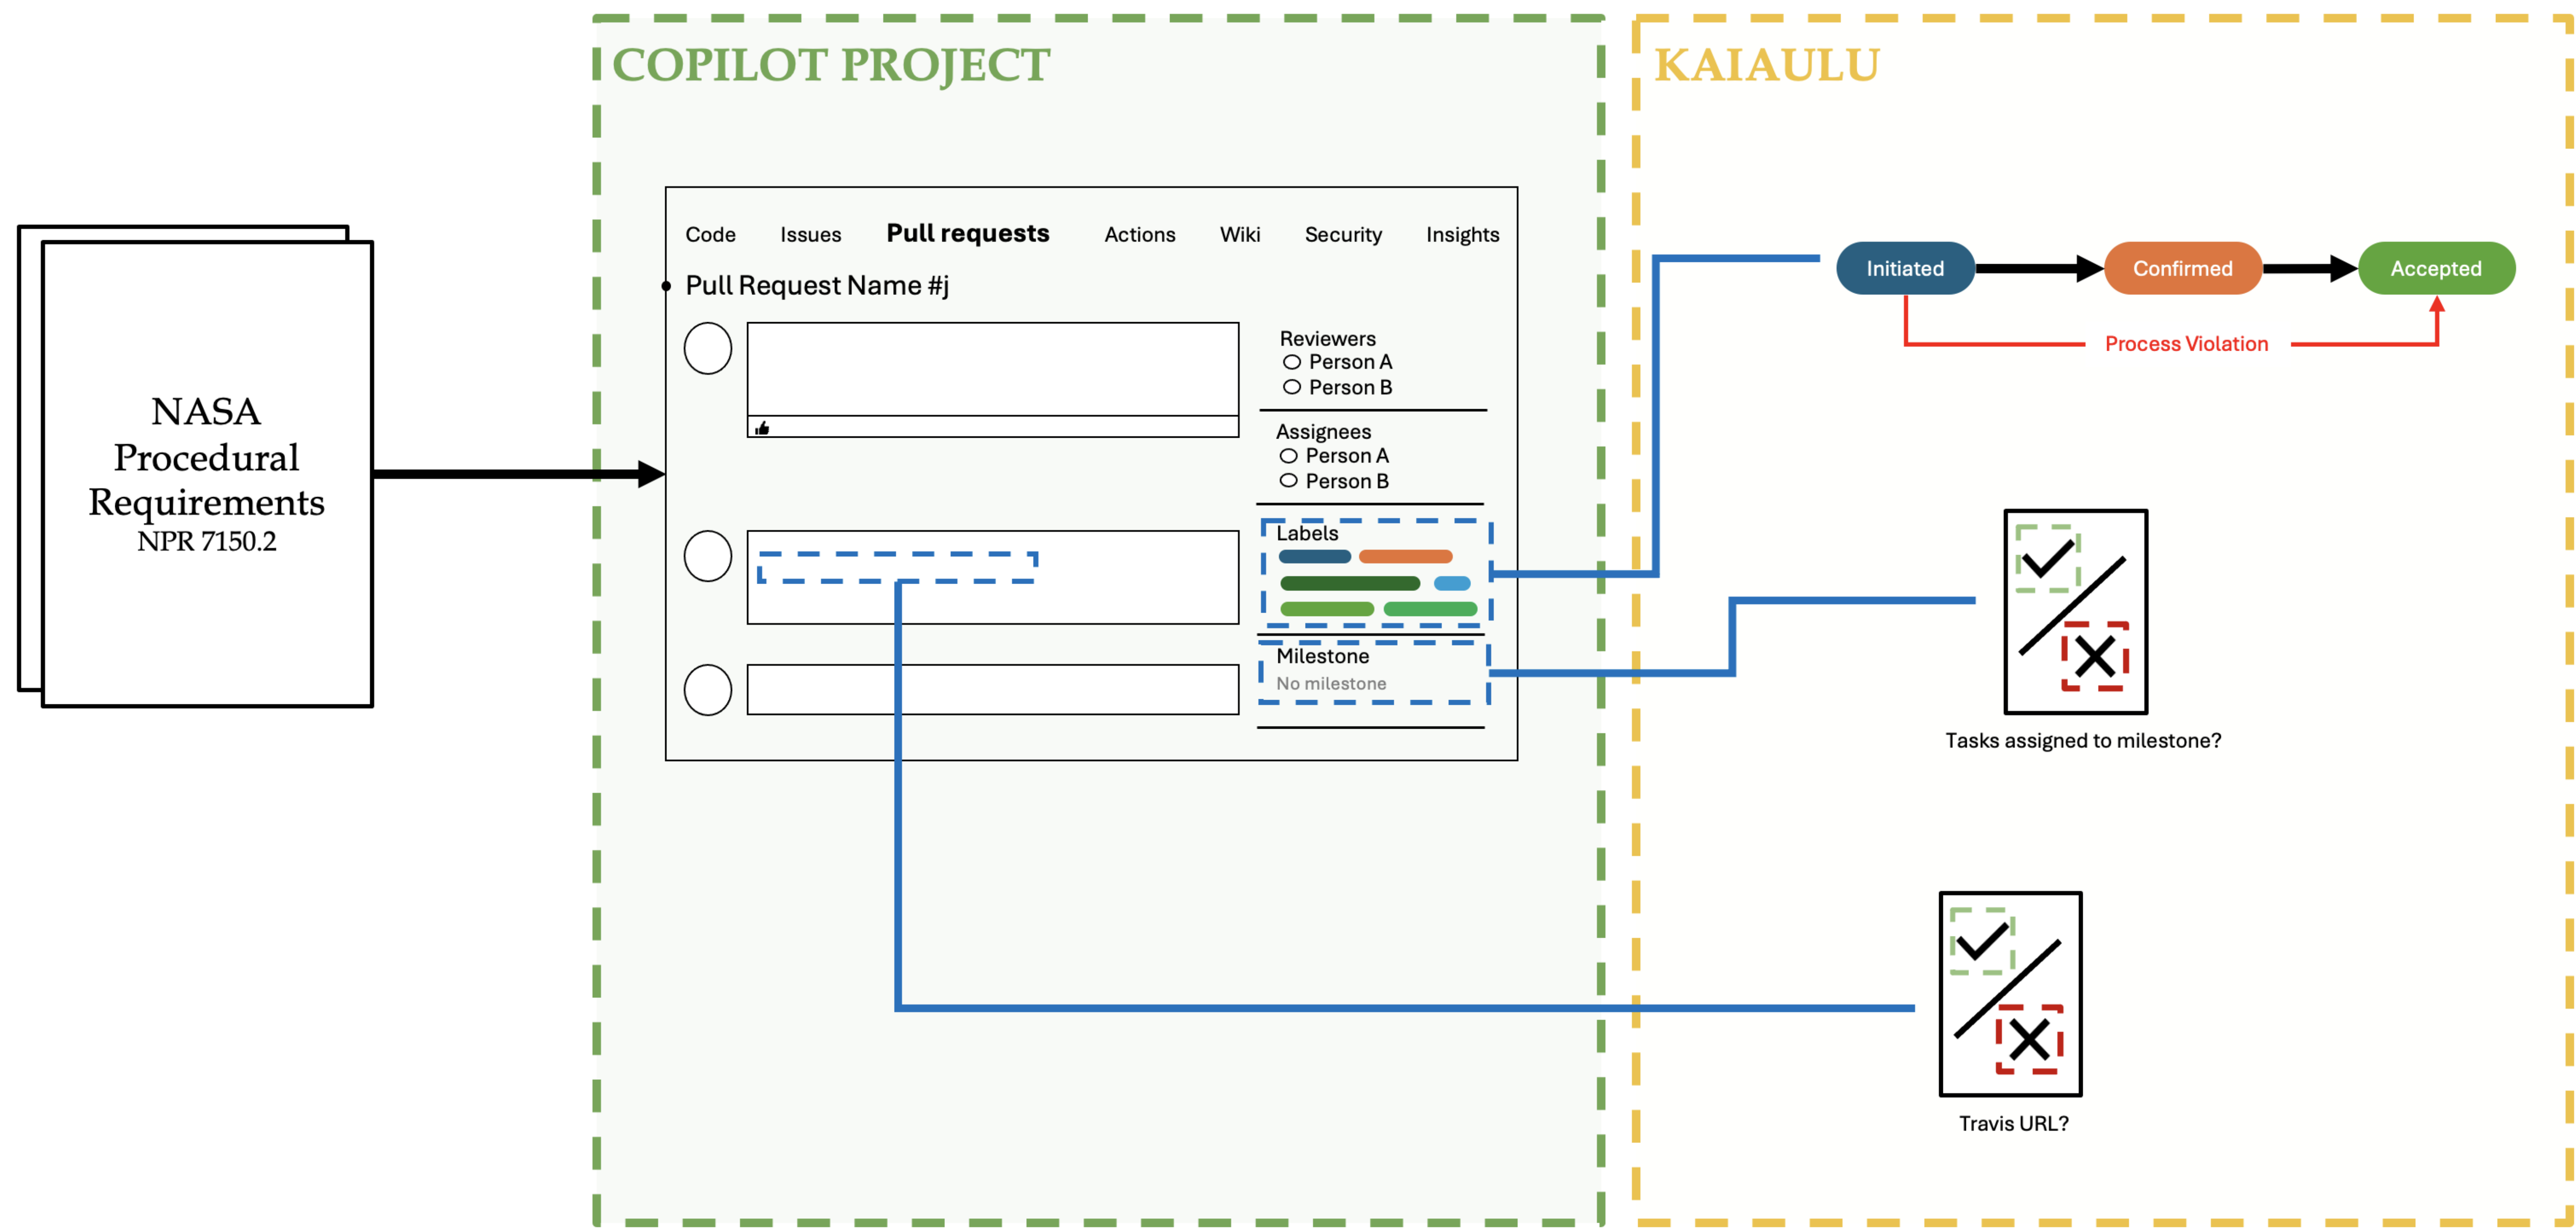 COPILOT PROJECT
KAIAULU
NASA
Procedural
Requirements
NPR 7150.2
Code Issues Pull requests Actions Wiki Security Insights
Pull Request Name #j
Reviewers
Person A
Person B
Assignees
Person A
Person B
Labels
Milestone
No milestone
Initiated
Confirmed
Accepted
Process Violation
Tasks assigned to milestone?
Travis URL?